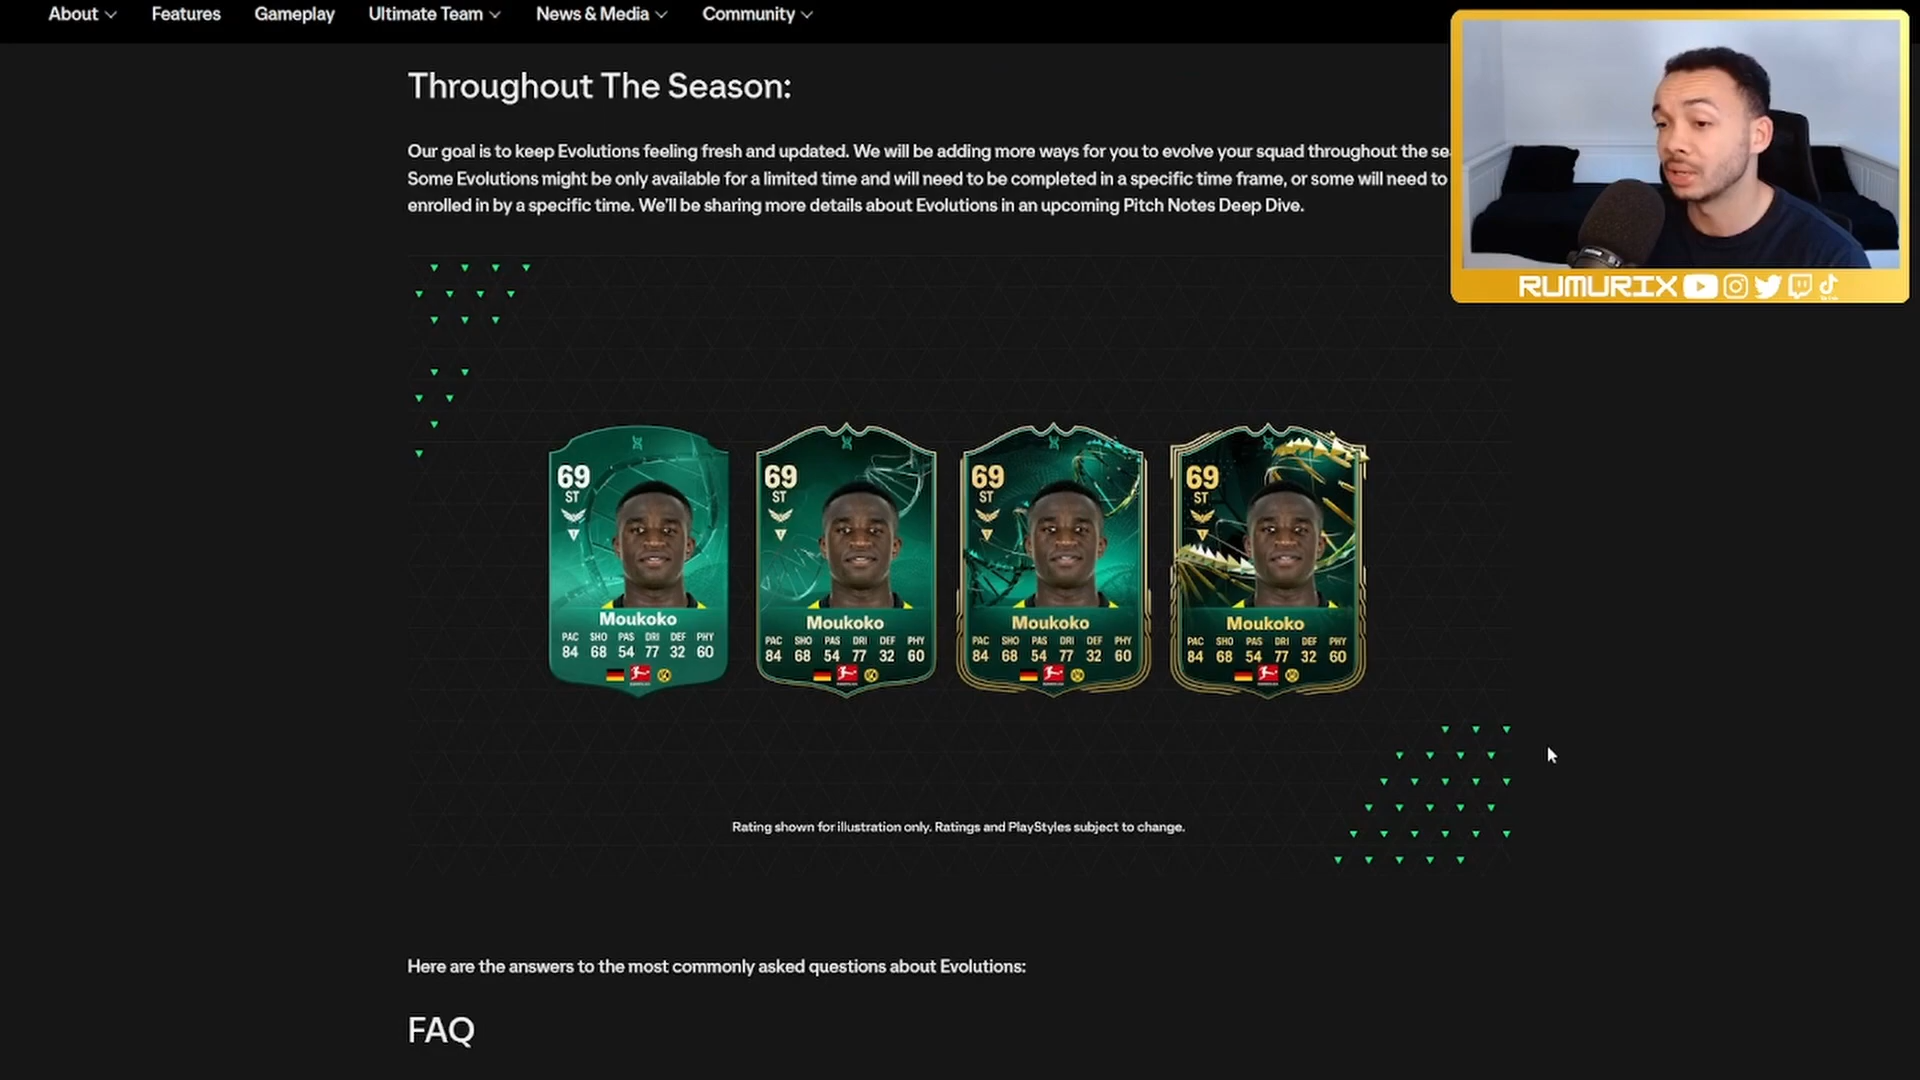 About Features Gameplay Ultimate Team News & Media Community
Throughout The Season:
Our goal is to keep Evolutions feeling fresh and updated. We will be adding more ways for you to evolve your squad throughout the sea
Some Evolutions might be only available for a limited time and will need to be completed in a specific time frame, or some will need to
enrolled in by a specific time. We'll be sharing more details about Evolutions in an upcoming Pitch Notes Deep Dive.
RUMURIX
69
ST
Moukoko
PAC SHO PAS DRI DEF PHY
84 68 54 77 32 60
69
ST
Moukoko
PAC SHO PAS DRI DEF PHY
84 68 54 77 32 60
69
ST
Moukoko
PAC SHO PAS DRI DEF PHY
84 68 54 77 32 60
69
ST
Moukoko
PAC SHO PAS DRI DEF PHY
84 68 54 77 32 60
Rating shown for illustration only. Ratings and PlayStyles subject to change.
Here are the answers to the most commonly asked questions about Evolutions:
FAQ